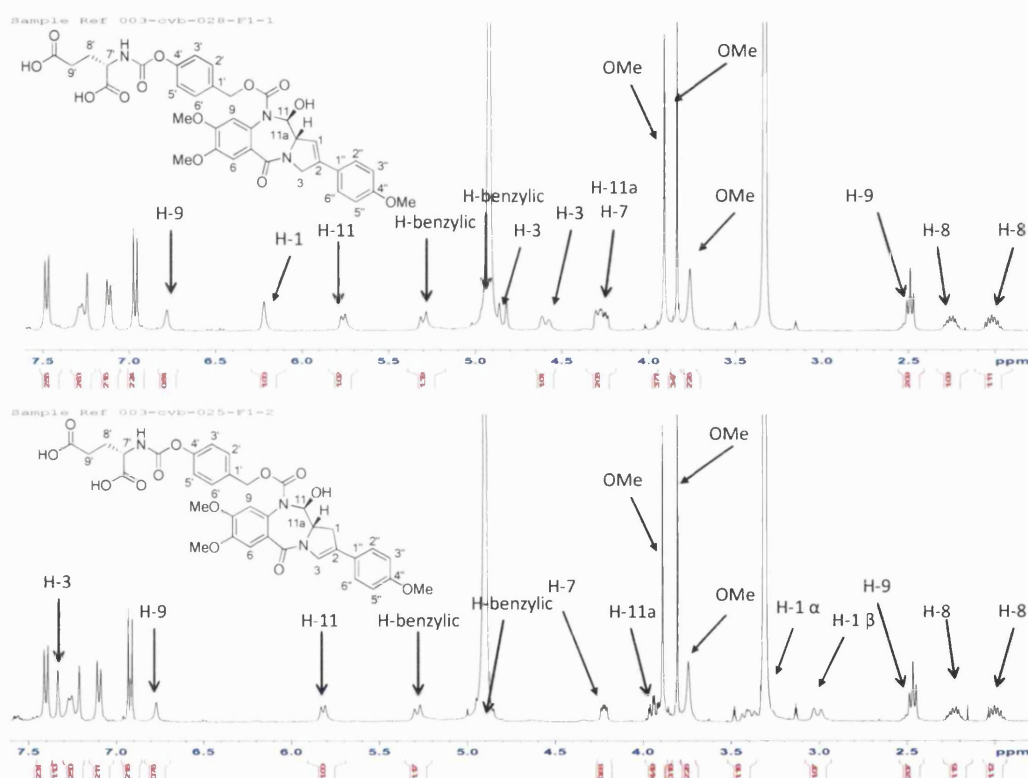 Sample Ref 003-cvb-028-F1-1
HO
O
9'
8'
7'
H
N
O
HO
O
O
4'
3'
2'
5'
6'
1'
O
O
N
11
OH
H
11a
9
MeO
MeO
6
O
N
1
2
3
1''
2''
3''
4''
5''
6''
OMe
OMe
OMe
OMe
H-9
H-1
H-11
H-benzylic
H-benzylic
H-3
H-3
H-11a
H-7
H-9
H-8
H-8
7.5 7.0 6.5 6.0 5.5 5.0 4.5 4.0 3.5 3.0 2.5 ppm
Sample Ref 003-cvb-025-F1-2
HO
O
9'
8'
7'
H
N
O
HO
O
O
4'
3'
2'
5'
6'
1'
O
O
N
11
OH
H
11a
9
MeO
MeO
6
O
N
1
2
3
1''
2''
3''
4''
5''
6''
OMe
OMe
OMe
OMe
H-3
H-9
H-11
H-benzylic
H-benzylic
H-7
H-11a
H-1 α
H-1 β
H-9
H-8
H-8
7.5 7.0 6.5 6.0 5.5 5.0 4.5 4.0 3.5 3.0 2.5 ppm